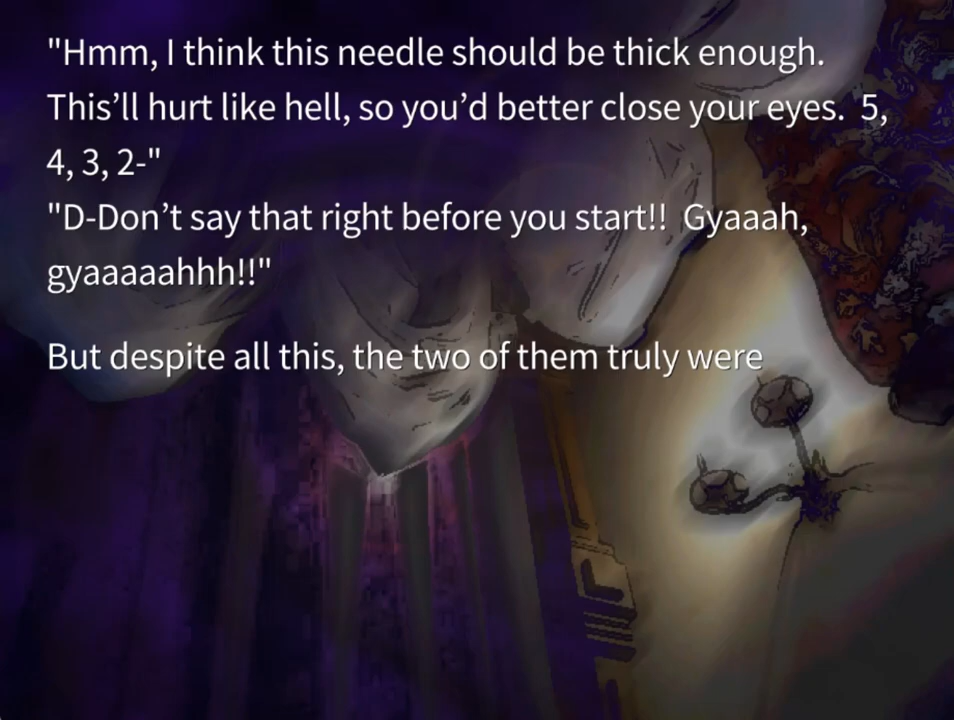 "Hmm, I think this needle should be thick enough.
This’ll hurt like hell, so you’d better close your eyes.  5,
4, 3, 2-"
"D-Don’t say that right before you start!!  Gyaaah,
gyaaaaahhh!!"
But despite all this, the two of them truly were